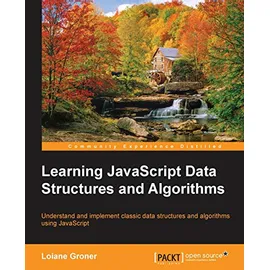 Community Experience Distilled
Learning JavaScript Data
Structures and Algorithms
Understand and implement classic data structures and algorithms
using JavaScript
Loiane Groner
PACKT
open source
PUBLISHING